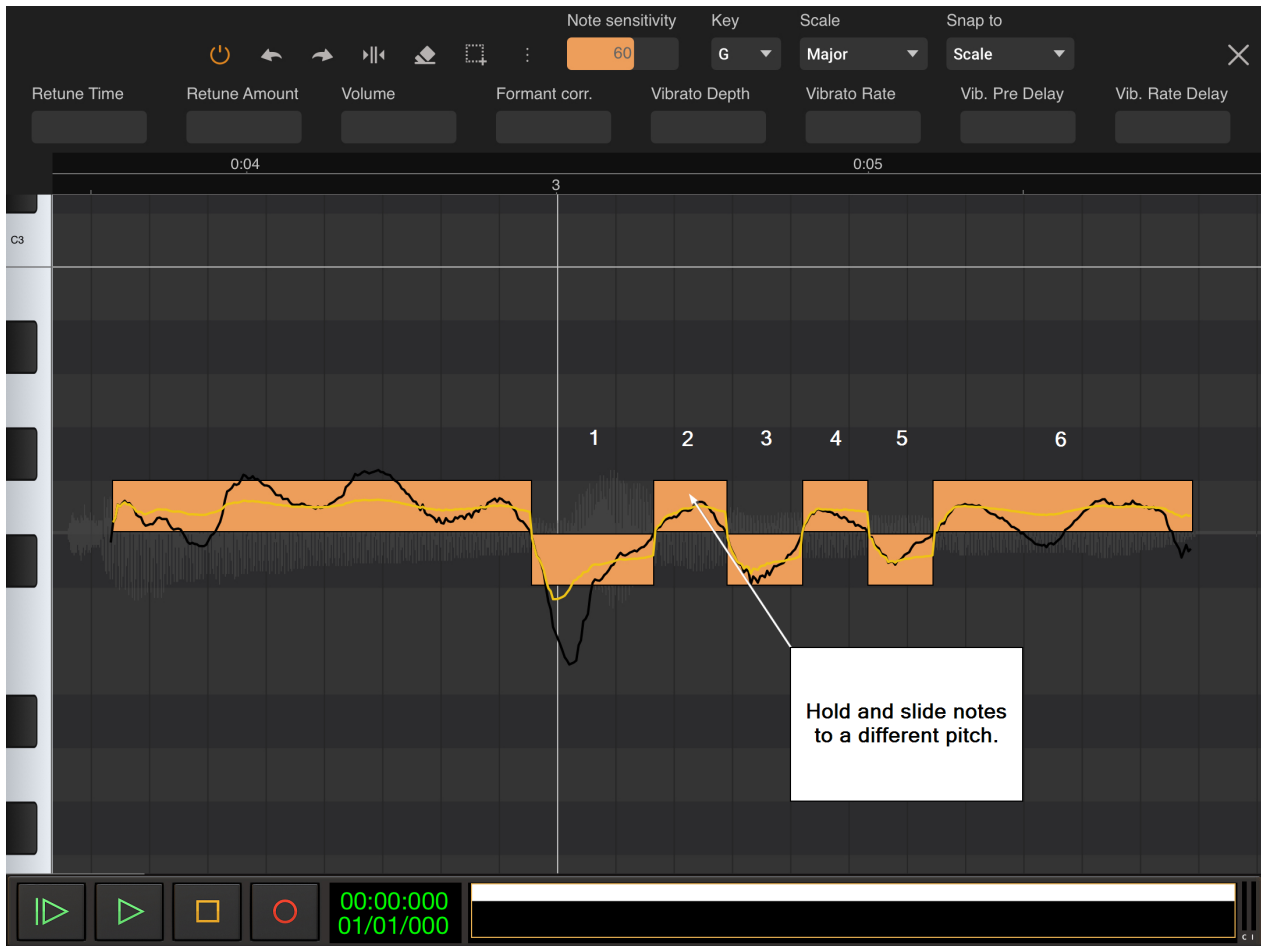 Note sensitivity Key Scale Snap to
60 G Major Scale
Retune Time Retune Amount Volume Formant corr. Vibrato Depth Vibrato Rate Vib. Pre Delay Vib. Rate Delay
0:04 0:05
3
C3
1 2 3 4 5 6
Hold and slide notes
to a different pitch.
00:00:000
01/01/000